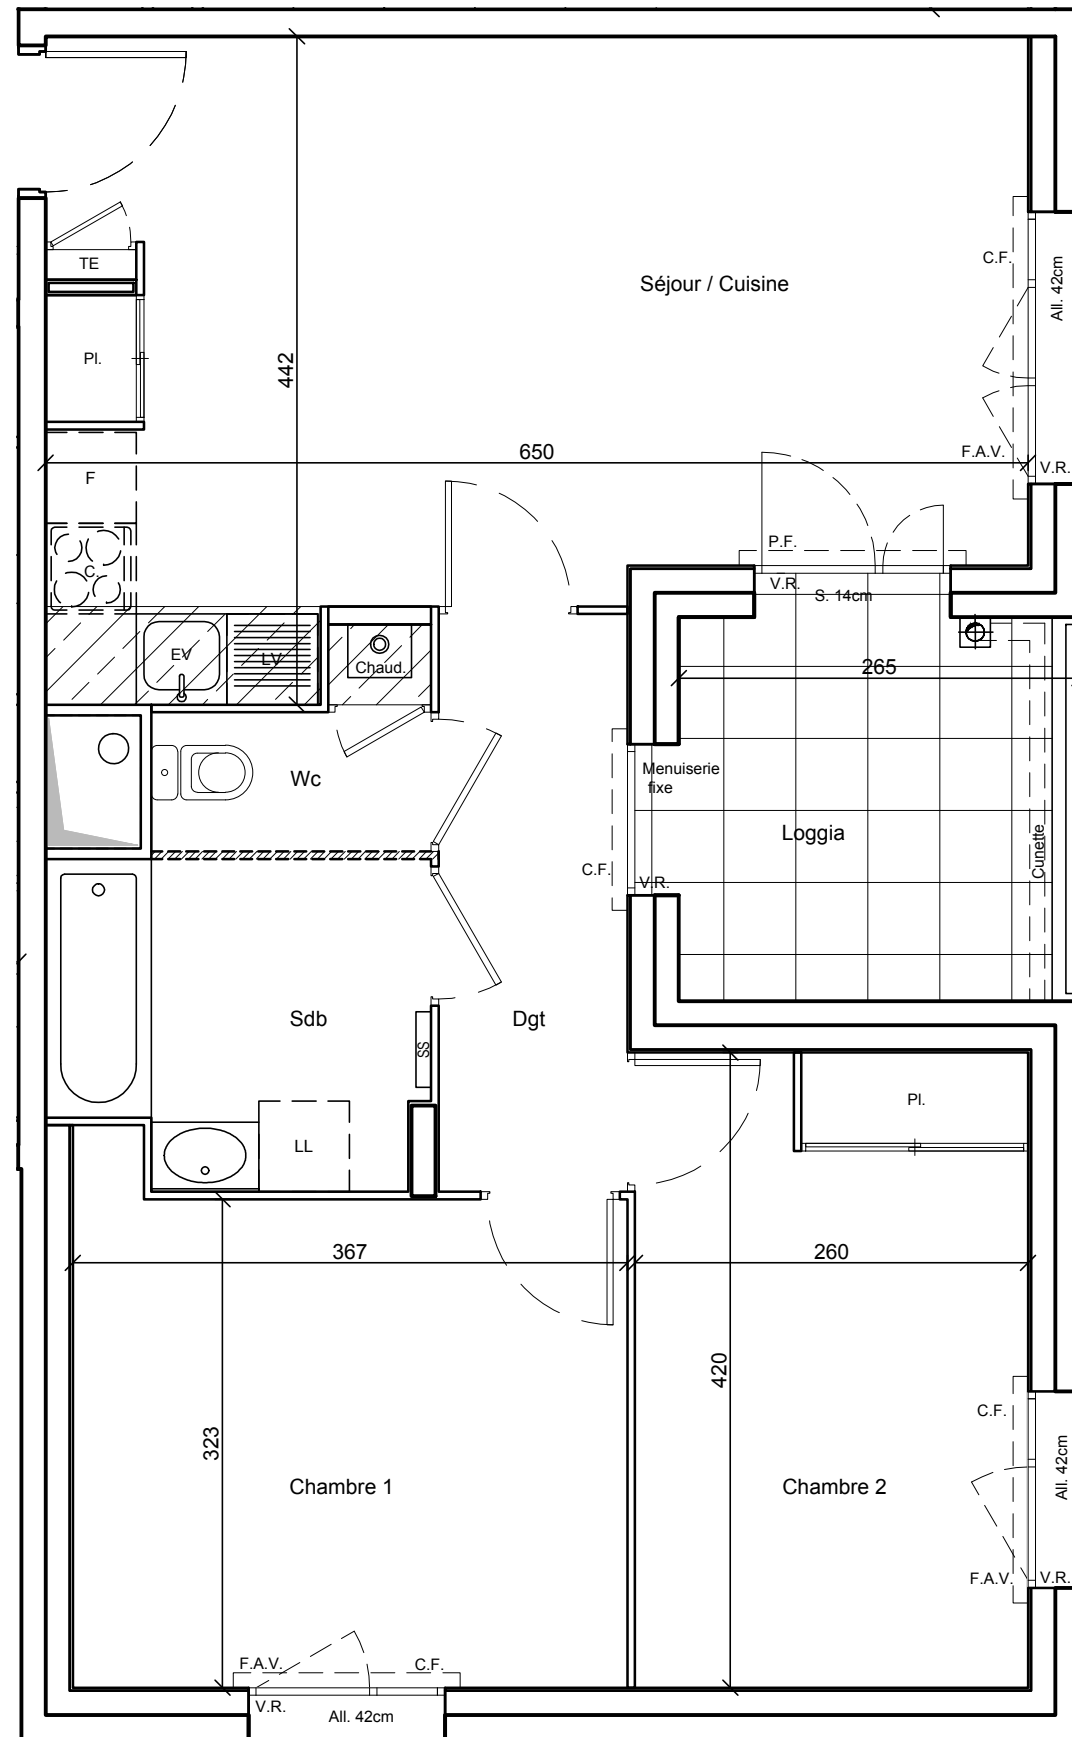 TE
C.F.
All. 42cm
Séjour / Cuisine
Pl.
442
650
F.A.V.
V.R.
F
P.F.
V.R.
S. 14cm
C.
EV
LV
Chaud.
265
Wc
Menuiserie
fixe
Loggia
Cunette
C.F.
V.R.
Sdb
Dgt
SS
LL
Pl.
367
260
420
323
C.F.
All. 42cm
Chambre 1
Chambre 2
F.A.V.
V.R.
F.A.V.
C.F.
V.R.
All. 42cm